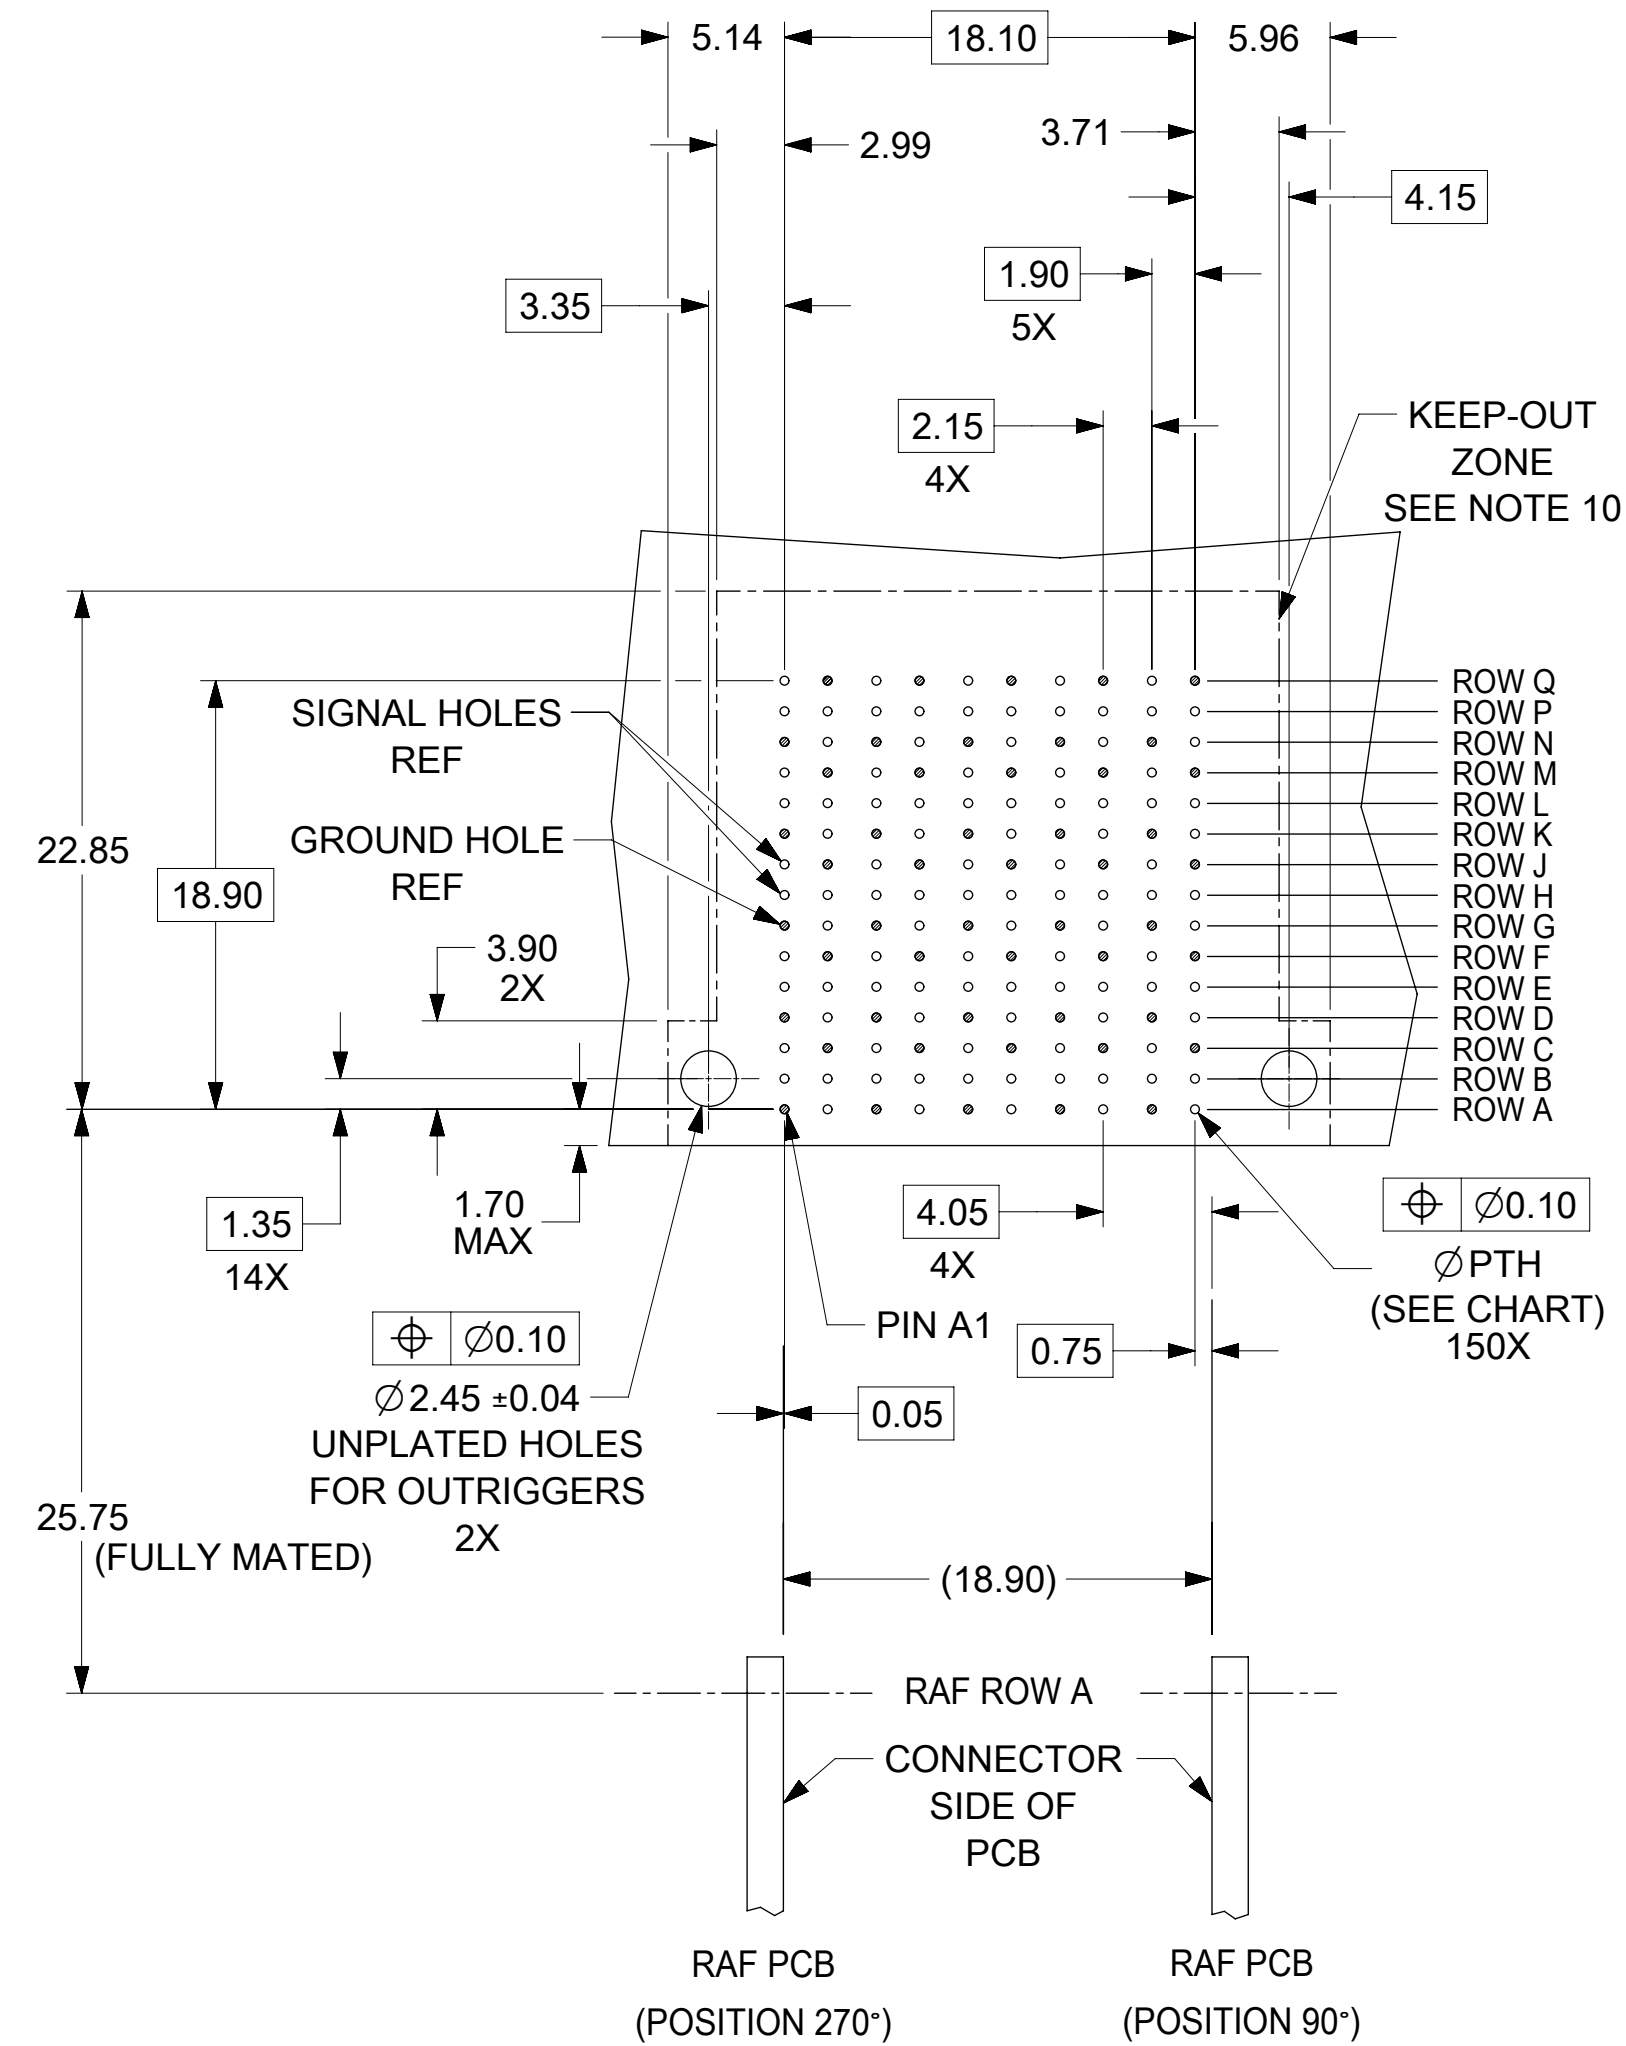 5.14
18.10
5.96
2.99
3.71
4.15
1.90
5X
3.35
2.15
4X
KEEP-OUT
ZONE
SEE NOTE 10
SIGNAL HOLES
REF
GROUND HOLE
REF
22.85
18.90
3.90
2X
ROW Q
ROW P
ROW N
ROW M
ROW L
ROW K
ROW J
ROW H
ROW G
ROW F
ROW E
ROW D
ROW C
ROW B
ROW A
1.35
14X
1.70
MAX
4.05
4X
⌖ ∅0.10
∅PTH
(SEE CHART)
150X
PIN A1
0.75
0.05
⌖ ∅0.10
∅2.45 ±0.04
UNPLATED HOLES
FOR OUTRIGGERS
2X
25.75
(FULLY MATED)
(18.90)
RAF ROW A
CONNECTOR
SIDE OF
PCB
RAF PCB
(POSITION 270°)
RAF PCB
(POSITION 90°)